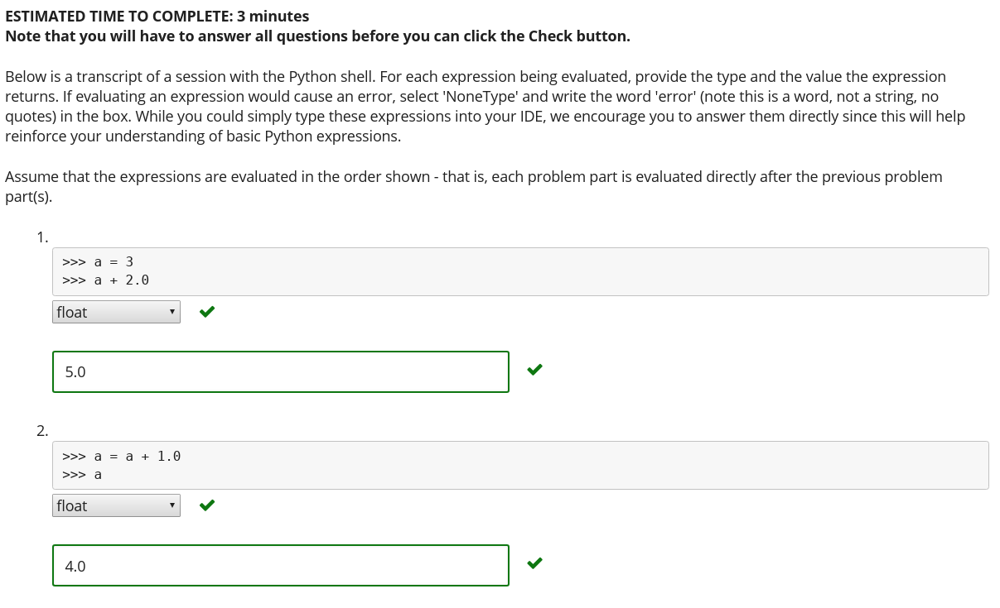 ESTIMATED TIME TO COMPLETE: 3 minutes
Note that you will have to answer all questions before you can click the Check button.
Below is a transcript of a session with the Python shell. For each expression being evaluated, provide the type and the value the expression
returns. If evaluating an expression would cause an error, select 'NoneType' and write the word 'error' (note this is a word, not a string, no
quotes) in the box. While you could simply type these expressions into your IDE, we encourage you to answer them directly since this will help
reinforce your understanding of basic Python expressions.
Assume that the expressions are evaluated in the order shown - that is, each problem part is evaluated directly after the previous problem
part(s).
1.
>>> a = 3
>>> a + 2.0
float
5.0
2.
>>> a = a + 1.0
>>> a
float
4.0